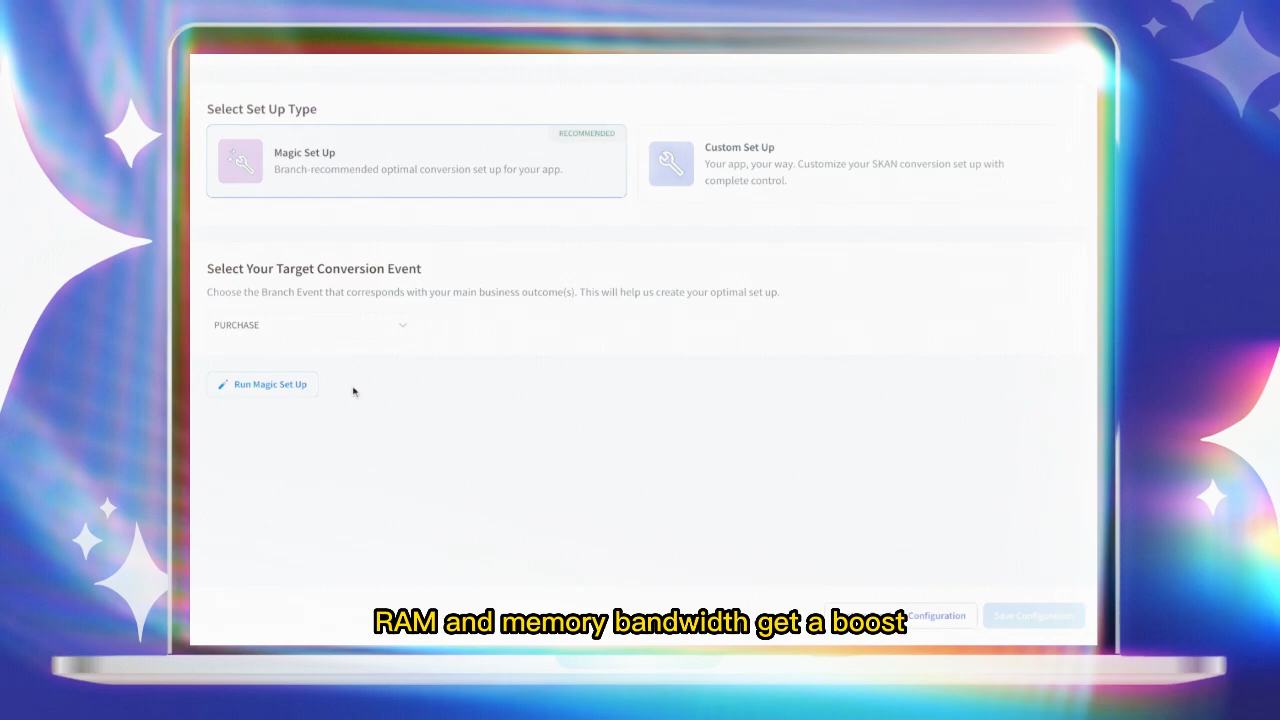 Select Set Up Type
RECOMMENDED
Magic Set Up
Branch-recommended optimal conversion set up for your app.
Custom Set Up
Your app, your way. Customize your SKAN conversion set up with
complete control.
Select Your Target Conversion Event
Choose the Branch Event that corresponds with your main business outcome(s). This will help us create your optimal set up.
PURCHASE
Run Magic Set Up
Configuration
Save Configuration
RAM and memory bandwidth get a boost